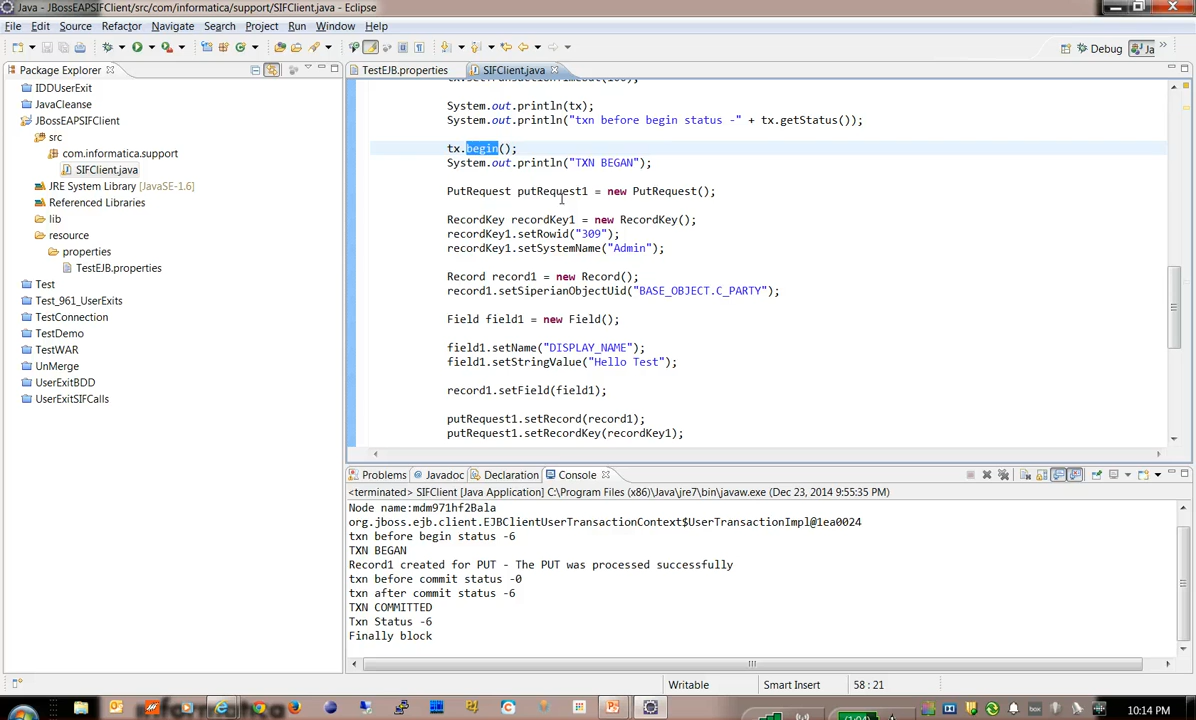 Java - JBossEAPSIFClient/src/com/informatica/support/SIFClient.java - Eclipse
File Edit Source Refactor Navigate Search Project Run Window Help
Debug Ja
Package Explorer
TestEJB.properties SIFClient.java
IDDUserExit
JavaCleanse
JBossEAPSIFClient
src
com.informatica.support
SIFClient.java
JRE System Library [JavaSE-1.6]
Referenced Libraries
lib
resource
properties
TestEJB.properties
Test
Test_961_UserExits
TestConnection
TestDemo
TestWAR
UnMerge
UserExitBDD
UserExitSIFCalls
System.out.println(tx);
System.out.println("txn before begin status -" + tx.getStatus());
tx.begin();
System.out.println("TXN BEGAN");
PutRequest putRequest1 = new PutRequest();
RecordKey recordKey1 = new RecordKey();
recordKey1.setRowid("309");
recordKey1.setSystemName("Admin");
Record record1 = new Record();
record1.setSiperianObjectUid("BASE_OBJECT.C_PARTY");
Field field1 = new Field();
field1.setName("DISPLAY_NAME");
field1.setStringValue("Hello Test");
record1.setField(field1);
putRequest1.setRecord(record1);
putRequest1.setRecordKey(recordKey1);
Problems Javadoc Declaration Console
<terminated> SIFClient [Java Application] C:\Program Files (x86)\Java\jre7\bin\javaw.exe (Dec 23, 2014 9:55:35 PM)
Node name:mdm971hf2Bala
org.jboss.ejb.client.EJBClientUserTransactionContext$UserTransactionImpl@1ea0024
txn before begin status -6
TXN BEGAN
Record1 created for PUT - The PUT was processed successfully
txn before commit status -0
txn after commit status -6
TXN COMMITTED
Txn Status -6
Finally block
Writable Smart Insert 58 : 21
informatica
(1:04)
10:14 PM